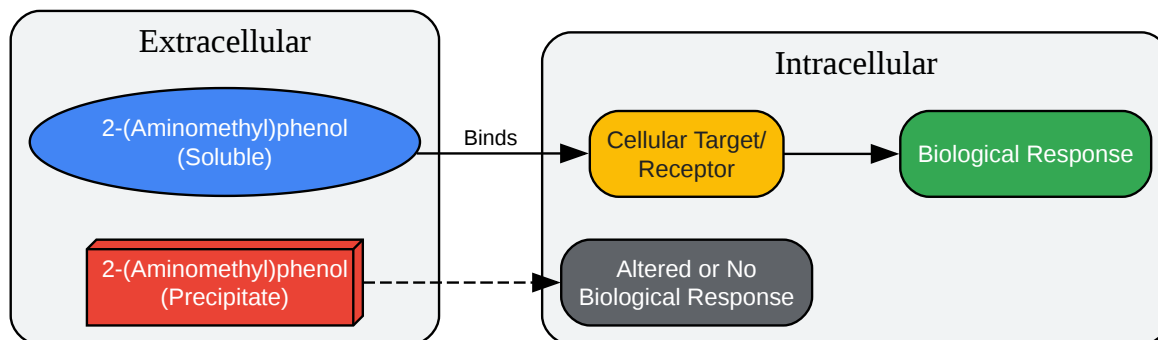 Extracellular
Intracellular
2-(Aminomethyl)phenol
(Soluble)
Binds
Cellular Target/
Receptor
Biological Response
2-(Aminomethyl)phenol
(Precipitate)
Altered or No
Biological Response